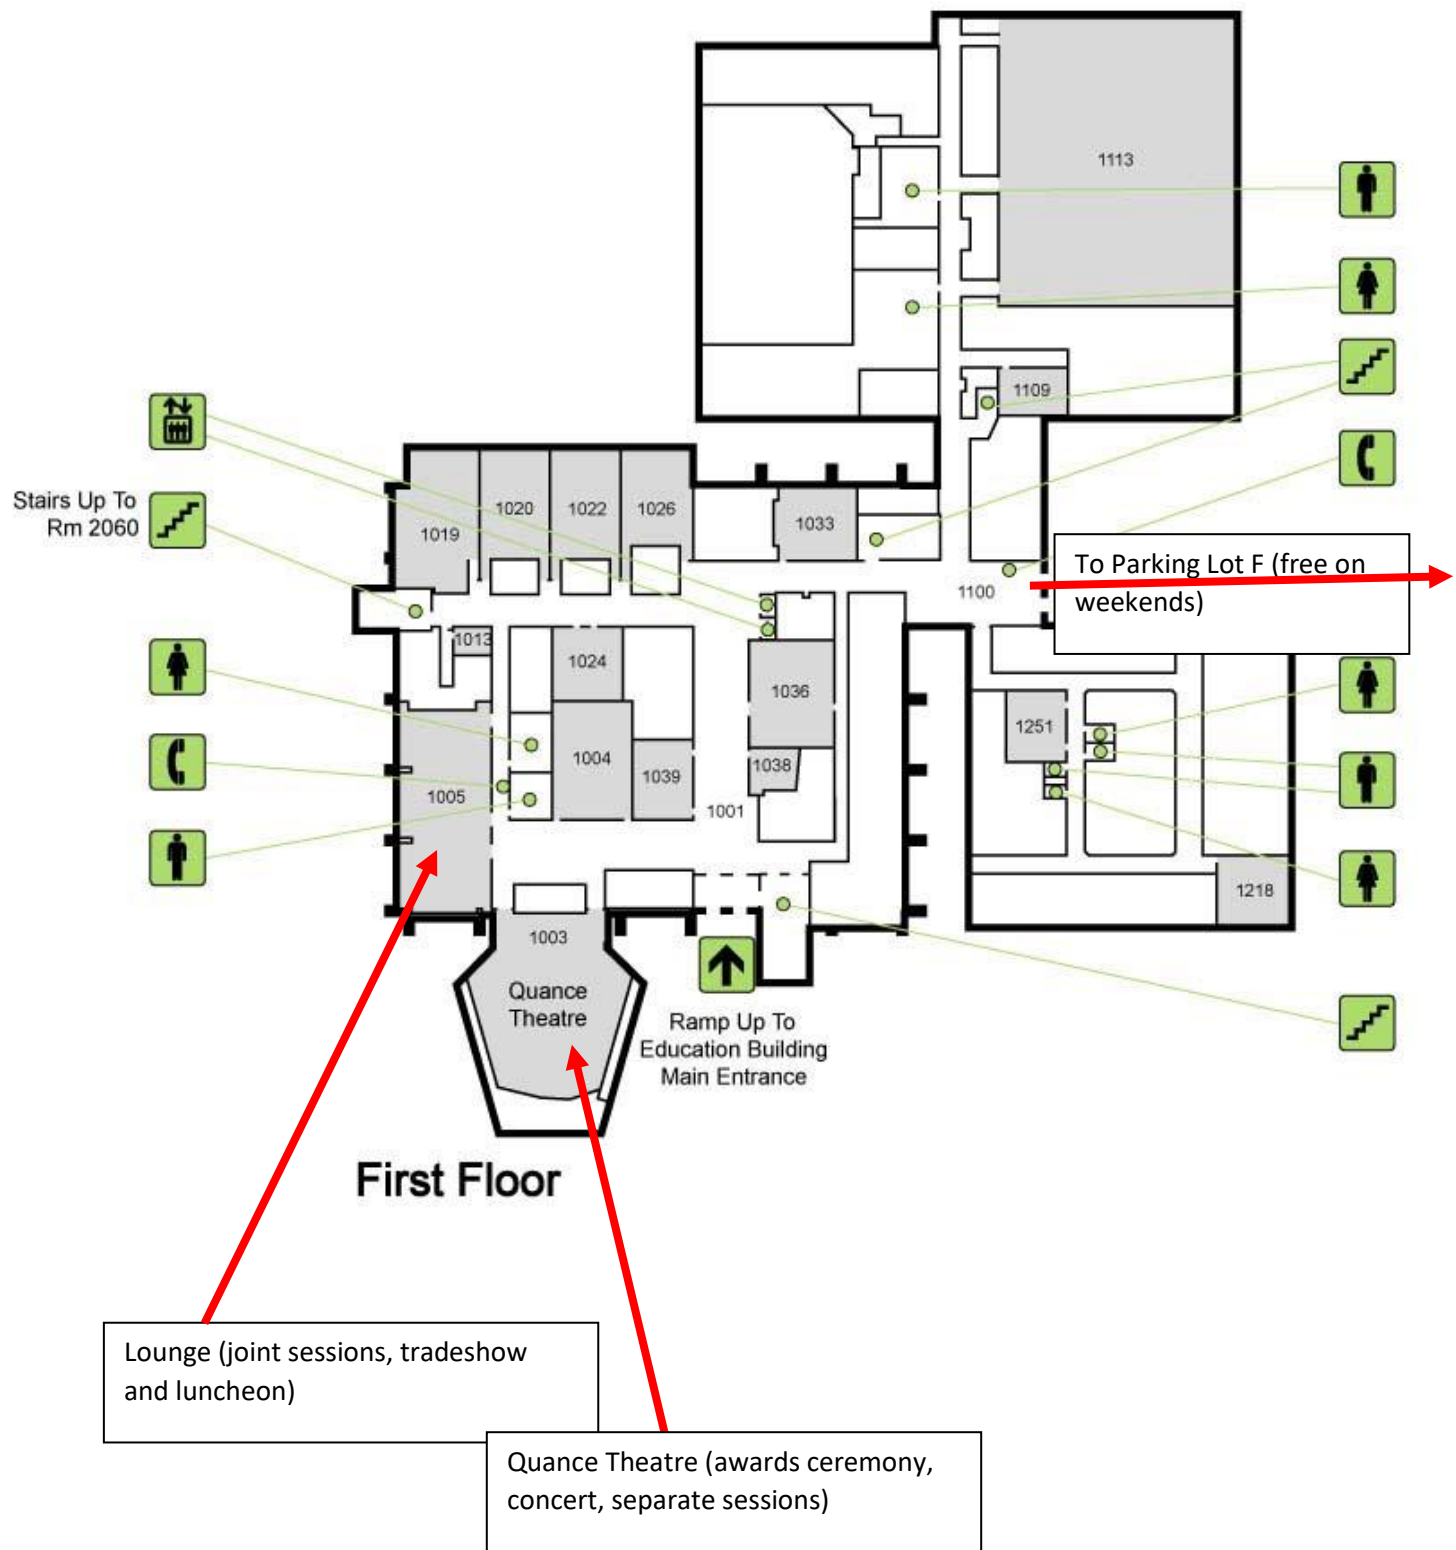 1113
1109
Stairs Up To
Rm 2060
1019
1020
1022
1026
1033
To Parking Lot F (free on
weekends)
1100
1013
1024
1036
1251
1004
1039
1038
1005
1001
1218
1003
Quance
Theatre
Ramp Up To
Education Building
Main Entrance
First Floor
Lounge (joint sessions, tradeshow
and luncheon)
Quance Theatre (awards ceremony,
concert, separate sessions)